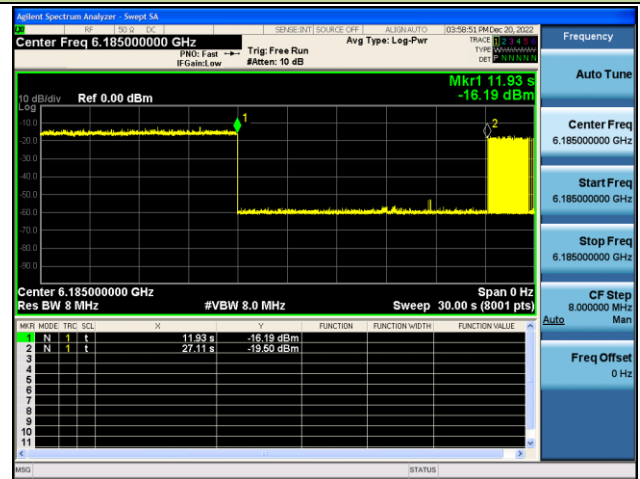 Agilent Spectrum Analyzer - Swept SA
RF 50 Ω DC SENSE:INT SOURCE OFF ALIGNAUTO 03:58:51 PM Dec 20, 2022
Center Freq 6.185000000 GHz
PNO: Fast
IFGain:Low
Trig: Free Run
#Atten: 10 dB
Avg Type: Log-Pwr
TRACE 1 2 3 4 5 6
TYPE
DET P N N N N N
Mkr1 11.93 s
-16.19 dBm
10 dB/div Ref 0.00 dBm
Log
-10.0
-20.0
-30.0
-40.0
-50.0
-60.0
-70.0
-80.0
-90.0
1
2
Center 6.185000000 GHz Span 0 Hz
Res BW 8 MHz #VBW 8.0 MHz Sweep 30.00 s (8001 pts)
MKR MODE TRC SCL X Y FUNCTION FUNCTION WIDTH FUNCTION VALUE
1 N 1 t 11.93 s -16.19 dBm
2 N 1 t 27.11 s -19.50 dBm
3
4
5
6
7
8
9
10
11
MSG STATUS
Frequency
Auto Tune
Center Freq
6.185000000 GHz
Start Freq
6.185000000 GHz
Stop Freq
6.185000000 GHz
CF Step
8.000000 MHz
Auto Man
Freq Offset
0 Hz